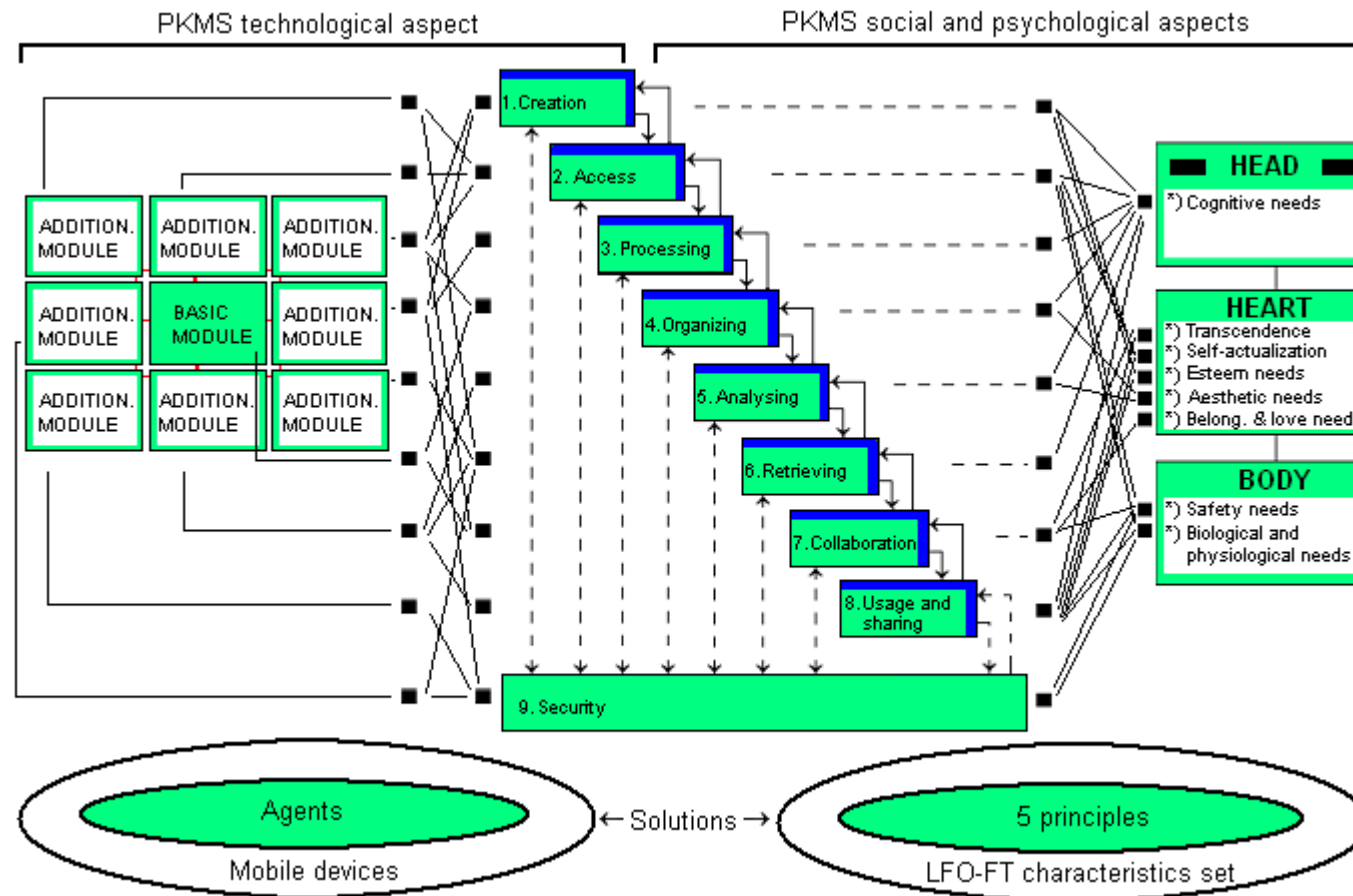 PKMS technological aspect
PKMS social and psychological aspects
1.Creation
2. Access
3. Processing
4.Organizing
5. Analysing
6.Retrieving
7.Collaboration
8.Usage and
sharing
9. Security
ADDITION.
MODULE
ADDITION.
MODULE
ADDITION.
MODULE
ADDITION.
MODULE
BASIC
MODULE
ADDITION.
MODULE
ADDITION.
MODULE
ADDITION.
MODULE
ADDITION.
MODULE
HEAD
*) Cognitive needs
HEART
*) Transcendence
*) Self-actualization
*) Esteem needs
*) Aesthetic needs
*) Belong. & love need
BODY
*) Safety needs
*) Biological and
physiological needs
Agents
Mobile devices
← Solutions →
5 principles
LFO-FT characteristics set